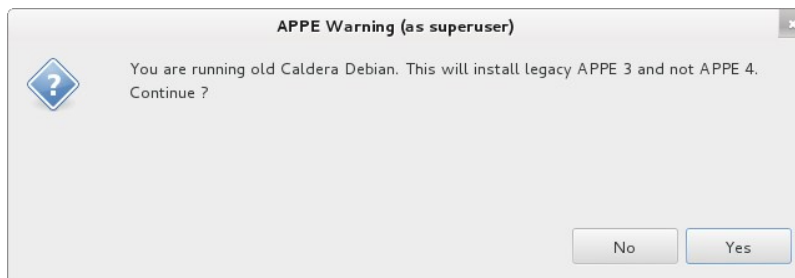 APPE Warning (as superuser)
You are running old Caldera Debian. This will install legacy APPE 3 and not APPE 4.
Continue ?
No
Yes